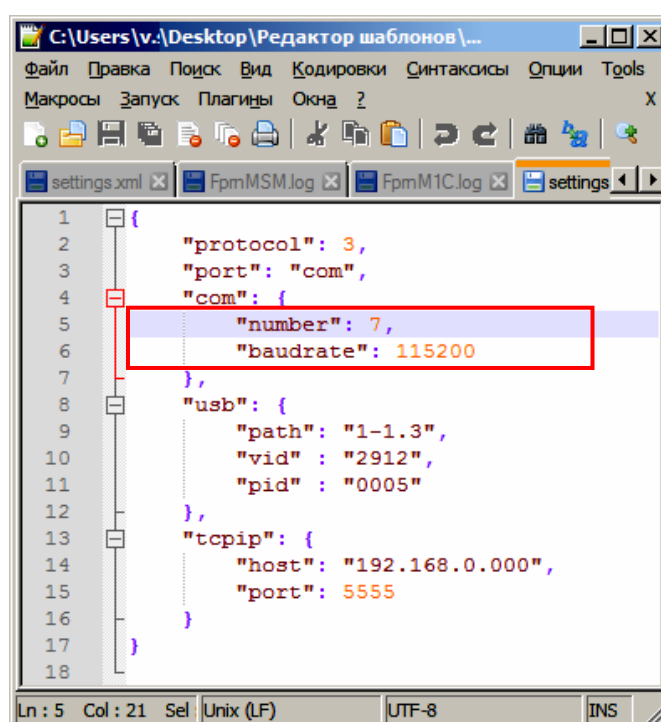 C:\Users\v.:\Desktop\Редактор шаблонов\...
Файл Правка Поиск Вид Кодировки Синтаксисы Опции Tools
Макросы Запуск Плагины Окна ? X
settings.xml FpmMSM.log FpmM1C.log settings
1 {
2 "protocol": 3,
3 "port": "com",
4 "com": {
5 "number": 7,
6 "baudrate": 115200
7 },
8 "usb": {
9 "path": "1-1.3",
10 "vid" : "2912",
11 "pid" : "0005"
12 },
13 "tcpip": {
14 "host": "192.168.0.000",
15 "port": 5555
16 }
17 }
18
Ln : 5 Col : 21 Sel Unix (LF) UTF-8 INS